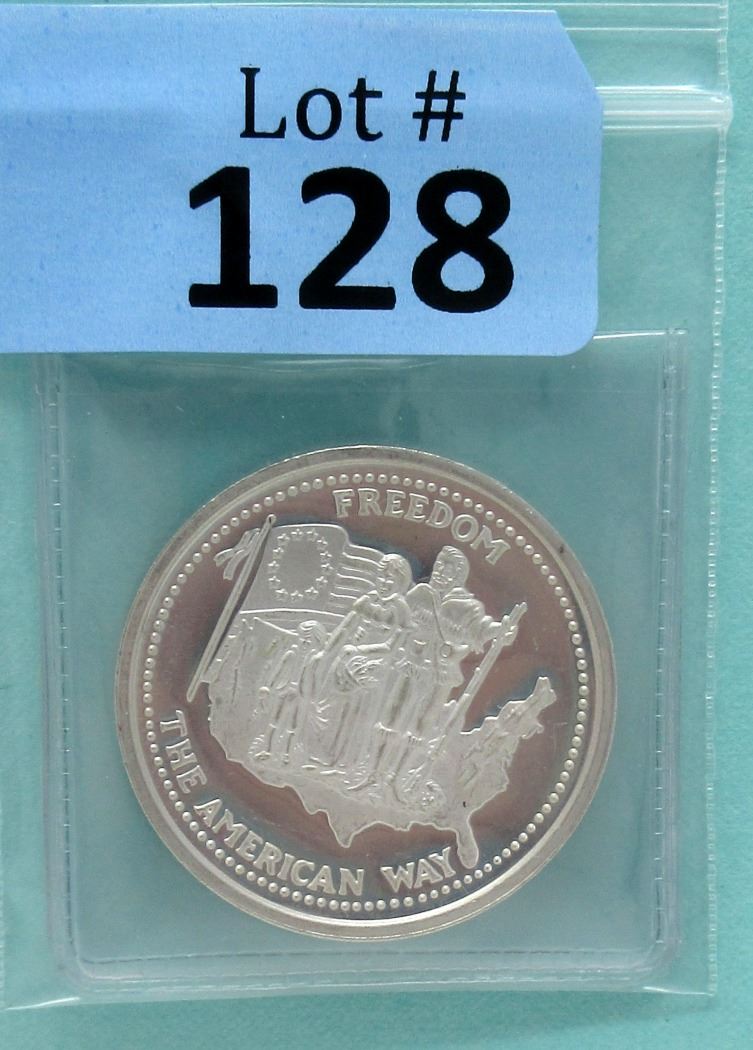 Lot #
128
FREEDOM
THE AMERICAN WAY